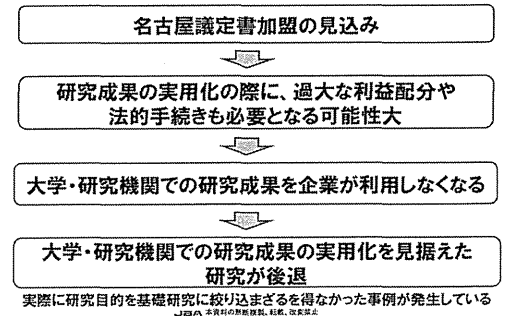 名古屋議定書加盟の見込み
研究成果の実用化の際に、過大な利益配分や
法的手続きも必要となる可能性大
大学・研究機関での研究成果を企業が利用しなくなる
大学・研究機関での研究成果の実用化を見据えた
研究が後退
実際に研究目的を基礎研究に絞り込まざるを得なかった事例が発生している
本資料の無断複製、転載、改変禁止